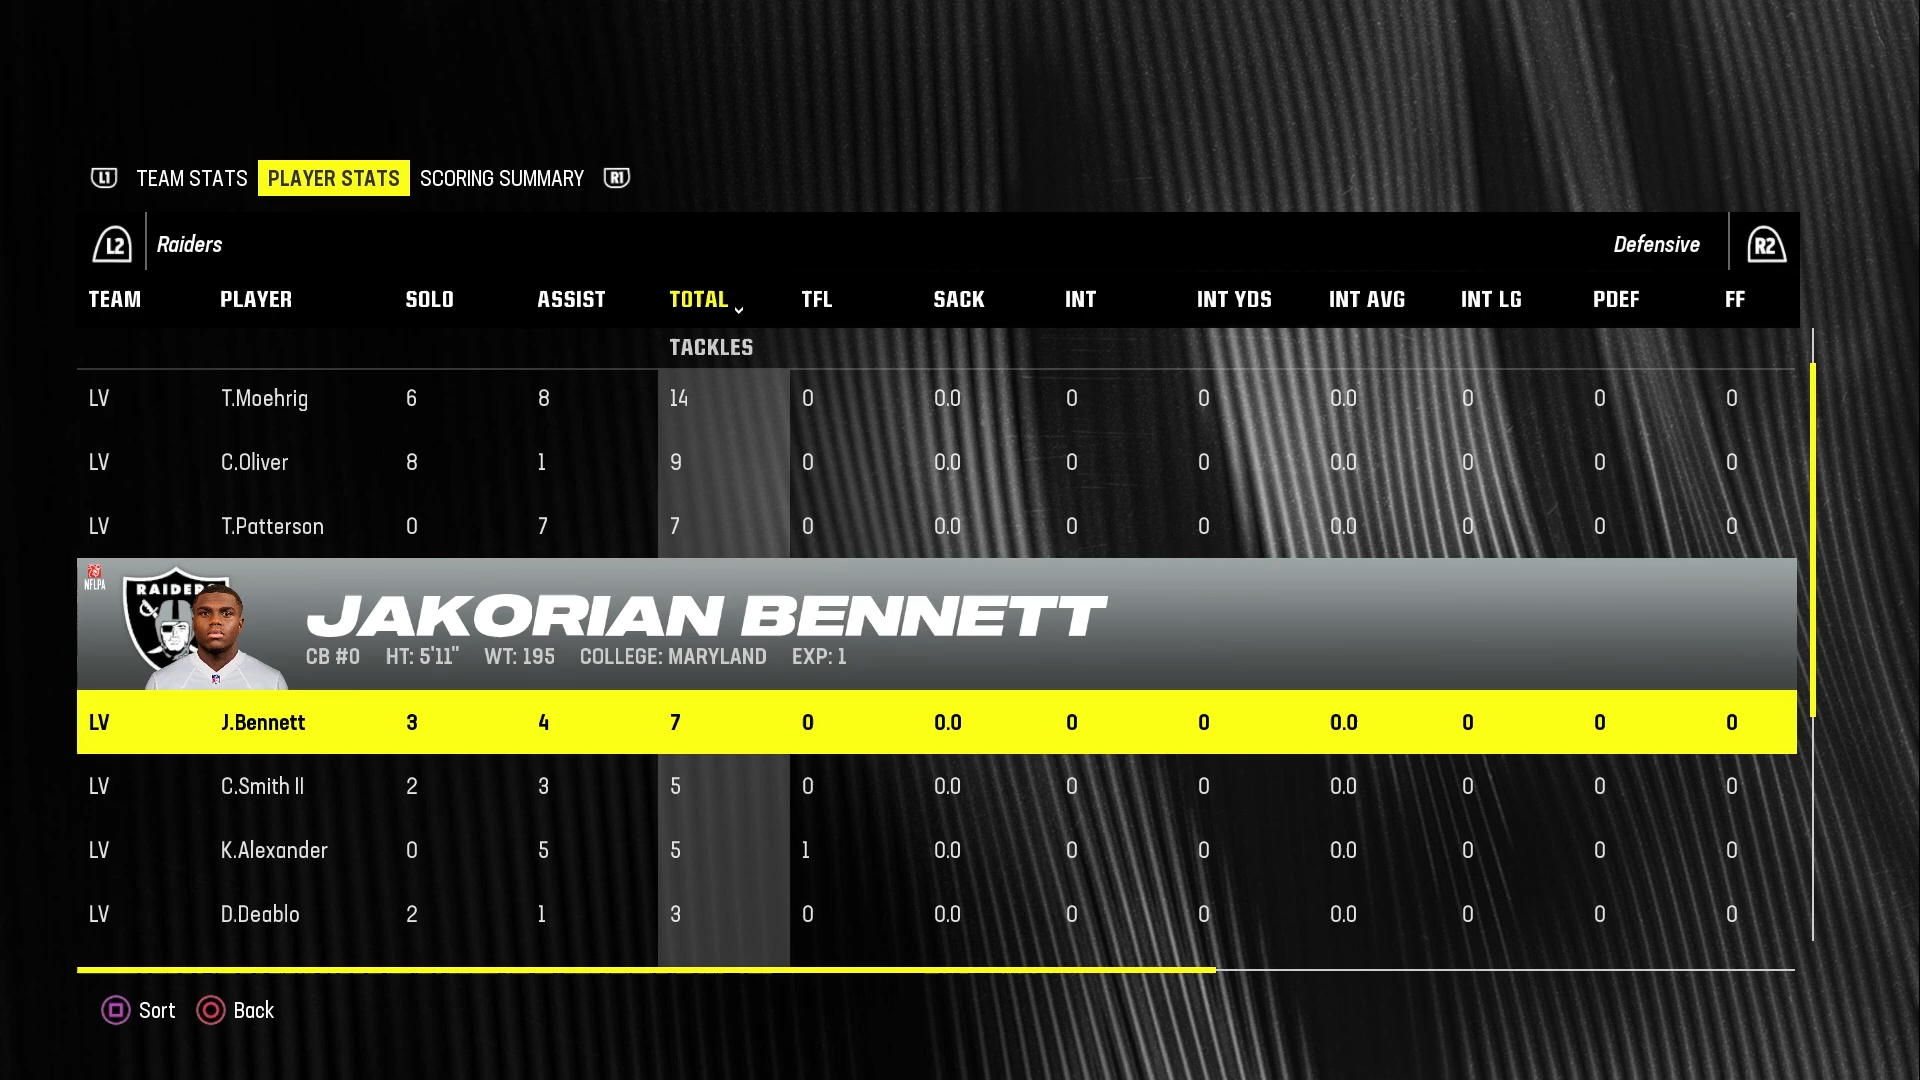 L1 TEAM STATS PLAYER STATS SCORING SUMMARY R1
L2 Raiders Defensive R2
TEAM PLAYER SOLO ASSIST TOTAL TFL SACK INT INT YDS INT AVG INT LG PDEF FF
TACKLES
LV T.Moehrig 6 8 14 0 0.0 0 0 0.0 0 0 0
LV C.Oliver 8 1 9 0 0.0 0 0 0.0 0 0 0
LV T.Patterson 0 7 7 0 0.0 0 0 0.0 0 0 0
NFLPA
RAIDERS
JAKORIAN BENNETT
CB #0 HT: 5'11" WT: 195 COLLEGE: MARYLAND EXP: 1
LV J.Bennett 3 4 7 0 0.0 0 0 0.0 0 0 0
LV C.Smith II 2 3 5 0 0.0 0 0 0.0 0 0 0
LV K.Alexander 0 5 5 1 0.0 0 0 0.0 0 0 0
LV D.Deablo 2 1 3 0 0.0 0 0 0.0 0 0 0
Sort Back